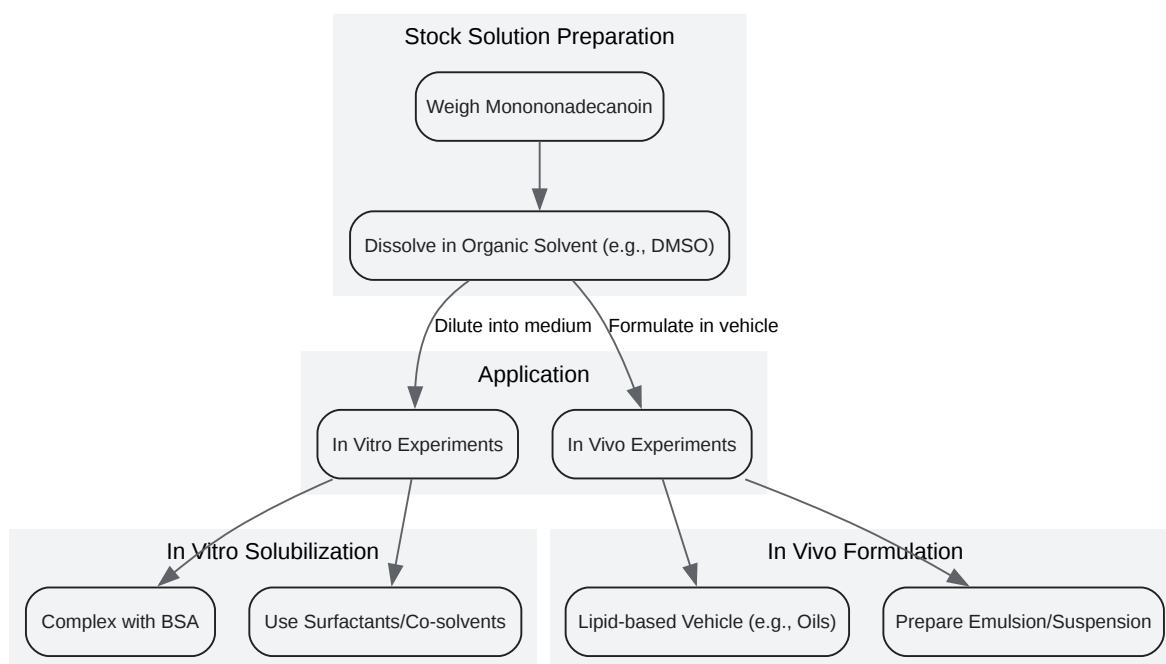 Stock Solution Preparation
Weigh Monononadecanoin
Dissolve in Organic Solvent (e.g., DMSO)
Dilute into medium
Formulate in vehicle
Application
In Vitro Experiments
In Vivo Experiments
In Vitro Solubilization
In Vivo Formulation
Complex with BSA
Use Surfactants/Co-solvents
Lipid-based Vehicle (e.g., Oils)
Prepare Emulsion/Suspension